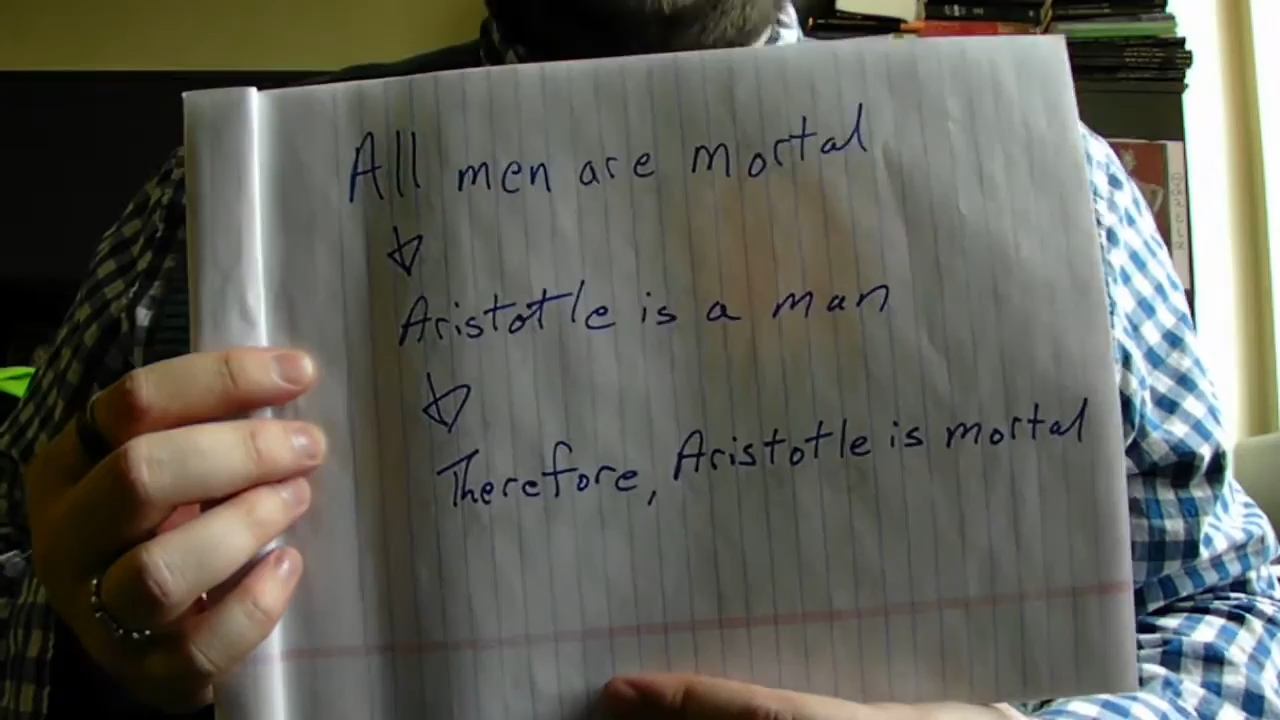 All men are mortal
Aristotle is a man
Therefore, Aristotle is mortal